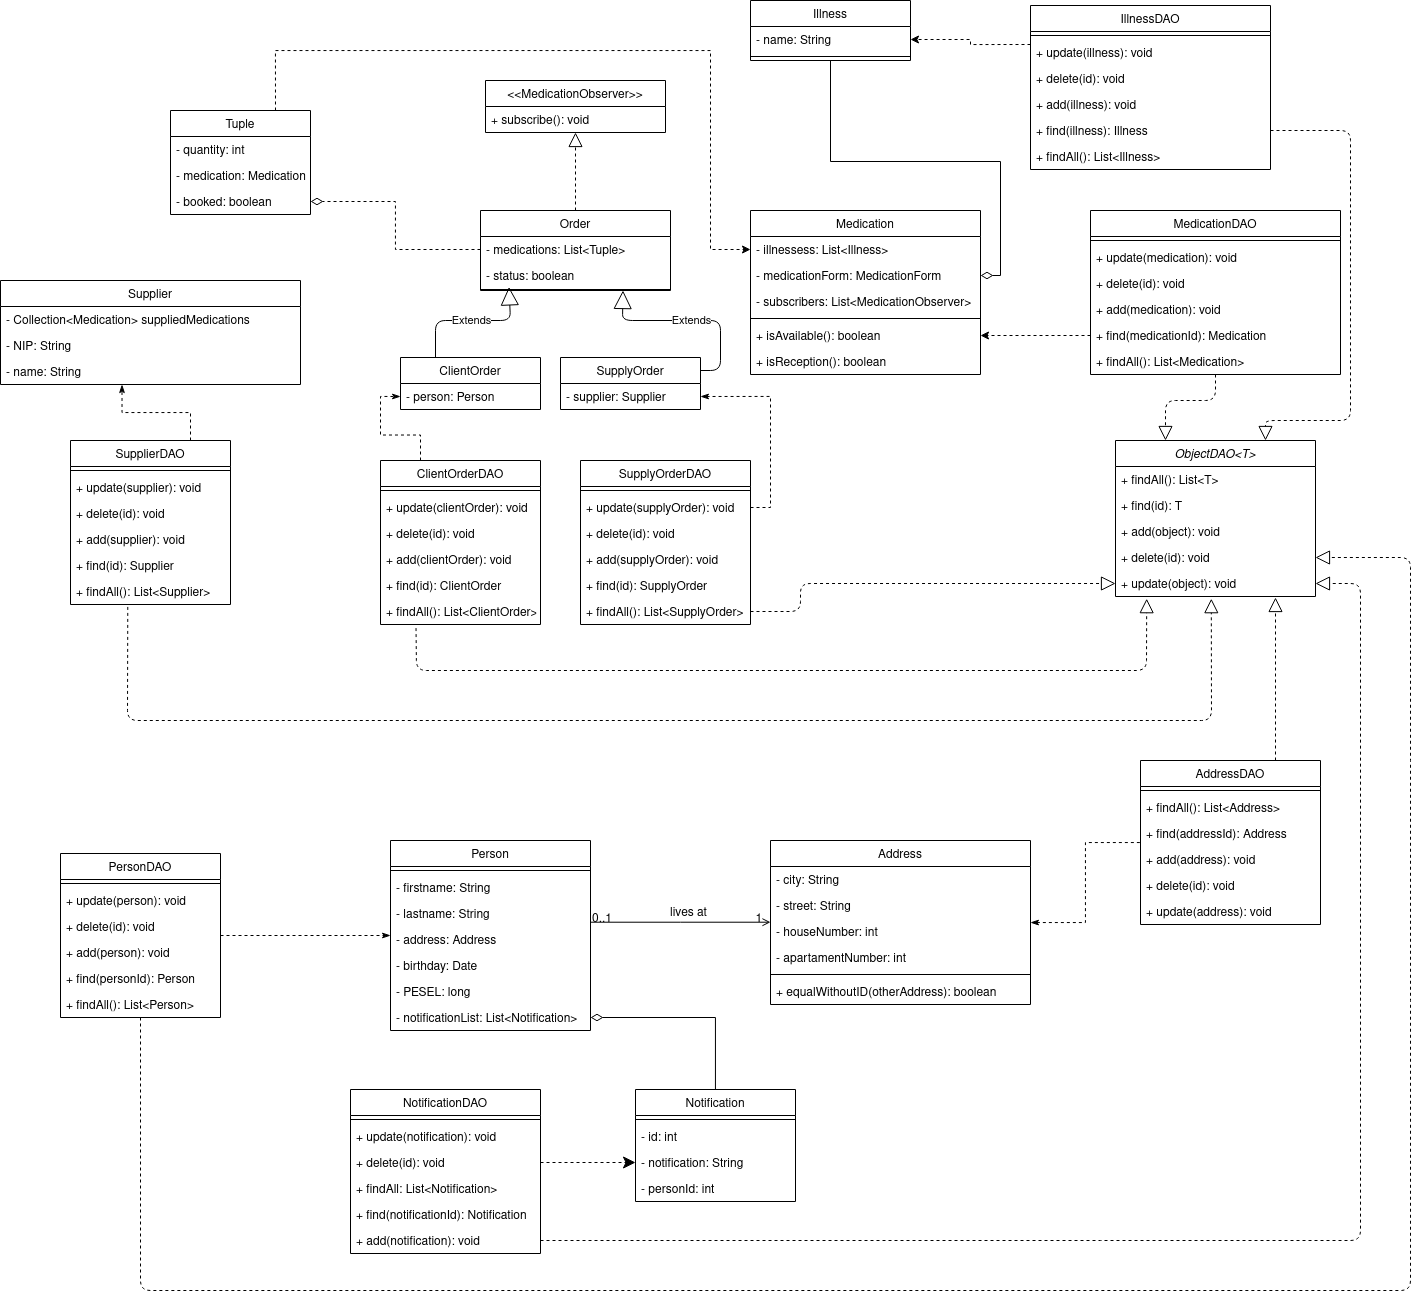 Illness
- name: String
IllnessDAO
+ update(illness): void
+ delete(id): void
+ add(illness): void
+ find(illness): Illness
+ findAll(): List<Illness>
<<MedicationObserver>>
+ subscribe(): void
Tuple
- quantity: int
- medication: Medication
- booked: boolean
Order
- medications: List<Tuple>
- status: boolean
Medication
- illnessess: List<Illness>
- medicationForm: MedicationForm
- subscribers: List<MedicationObserver>
+ isAvailable(): boolean
+ isReception(): boolean
MedicationDAO
+ update(medication): void
+ delete(id): void
+ add(medication): void
+ find(medicationId): Medication
+ findAll(): List<Medication>
Supplier
- Collection<Medication> suppliedMedications
- NIP: String
- name: String
Extends
Extends
ClientOrder
- person: Person
SupplyOrder
- supplier: Supplier
SupplierDAO
+ update(supplier): void
+ delete(id): void
+ add(supplier): void
+ find(id): Supplier
+ findAll(): List<Supplier>
ClientOrderDAO
+ update(clientOrder): void
+ delete(id): void
+ add(clientOrder): void
+ find(id): ClientOrder
+ findAll(): List<ClientOrder>
SupplyOrderDAO
+ update(supplyOrder): void
+ delete(id): void
+ add(supplyOrder): void
+ find(id): SupplyOrder
+ findAll(): List<SupplyOrder>
ObjectDAO<T>
+ findAll(): List<T>
+ find(id): T
+ add(object): void
+ delete(id): void
+ update(object): void
AddressDAO
+ findAll(): List<Address>
+ find(addressId): Address
+ add(address): void
+ delete(id): void
+ update(address): void
PersonDAO
+ update(person): void
+ delete(id): void
+ add(person): void
+ find(personId): Person
+ findAll(): List<Person>
Person
- firstname: String
- lastname: String
- address: Address
- birthday: Date
- PESEL: long
- notificationList: List<Notification>
0..1
lives at
1
Address
- city: String
- street: String
- houseNumber: int
- apartamentNumber: int
+ equalWithoutID(otherAddress): boolean
NotificationDAO
+ update(notification): void
+ delete(id): void
+ findAll: List<Notification>
+ find(notificationId): Notification
+ add(notification): void
Notification
- id: int
- notification: String
- personId: int